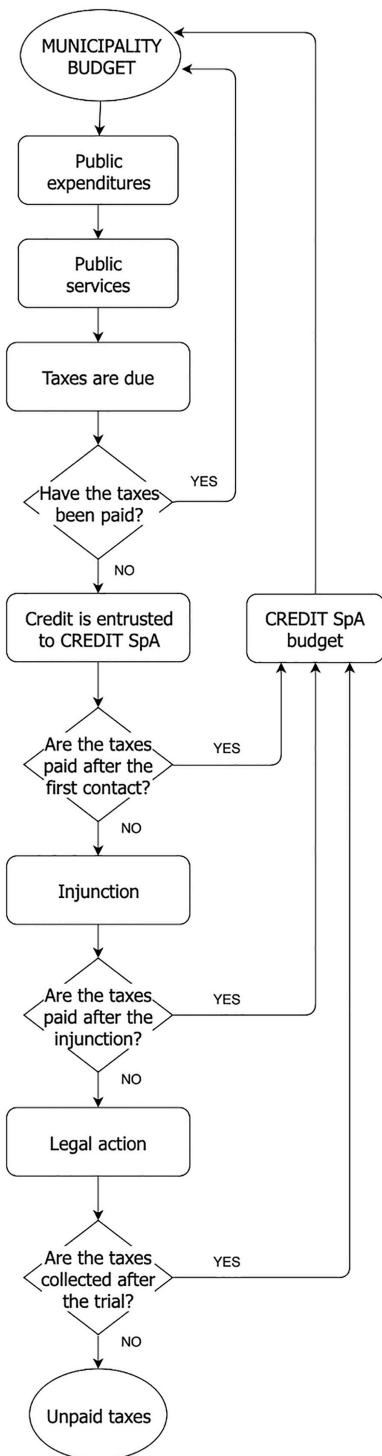 MUNICIPALITY
BUDGET
Public
expenditures
Public
services
Taxes are due
Have the taxes
been paid?
YES
NO
Credit is entrusted
to CREDIT SpA
CREDIT SpA
budget
Are the taxes
paid after the
first contact?
YES
NO
Injunction
Are the taxes
paid after the
injunction?
YES
NO
Legal action
Are the taxes
collected after
the trial?
YES
NO
Unpaid taxes